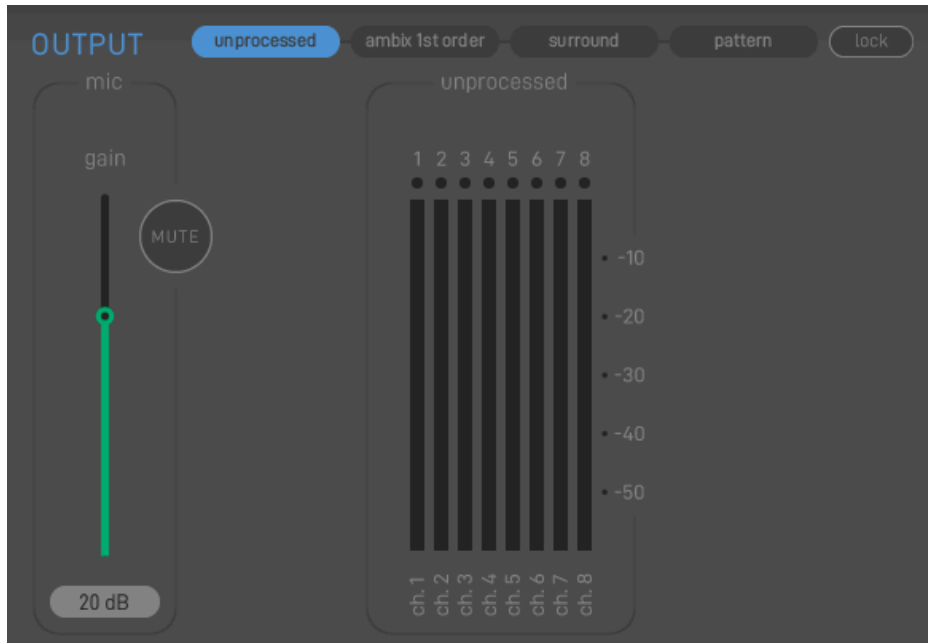 OUTPUT unprocessed ambix 1st order surround pattern lock
mic
unprocessed
gain
1 2 3 4 5 6 7 8
MUTE
-10
-20
-30
-40
-50
ch. 1 ch. 2 ch. 3 ch. 4 ch. 5 ch. 6 ch. 7 ch. 8
20 dB